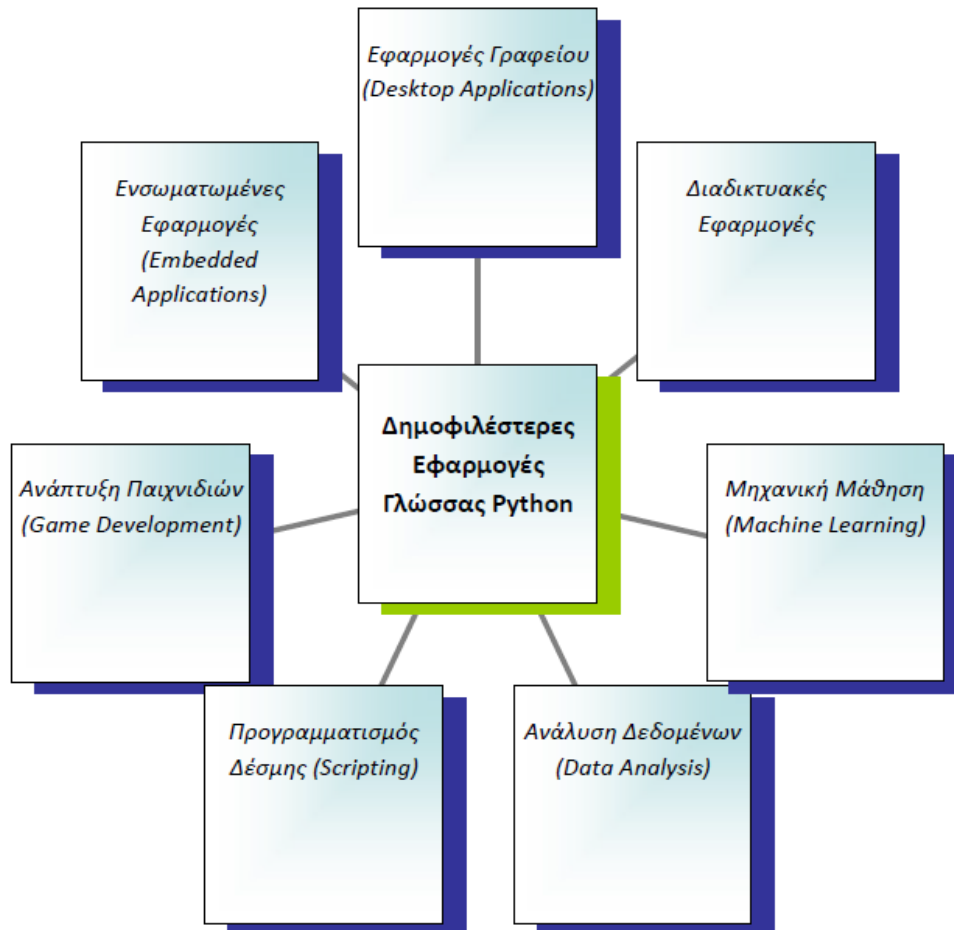 Εφαρμογές Γραφείου
(Desktop Applications)
Ενσωματωμένες
Εφαρμογές
(Embedded
Applications)
Διαδικτυακές
Εφαρμογές
Δημοφιλέστερες
Εφαρμογές
Γλώσσας Python
Ανάπτυξη Παιχνιδιών
(Game Development)
Μηχανική Μάθηση
(Machine Learning)
Προγραμματισμός
Δέσμης (Scripting)
Ανάλυση Δεδομένων
(Data Analysis)